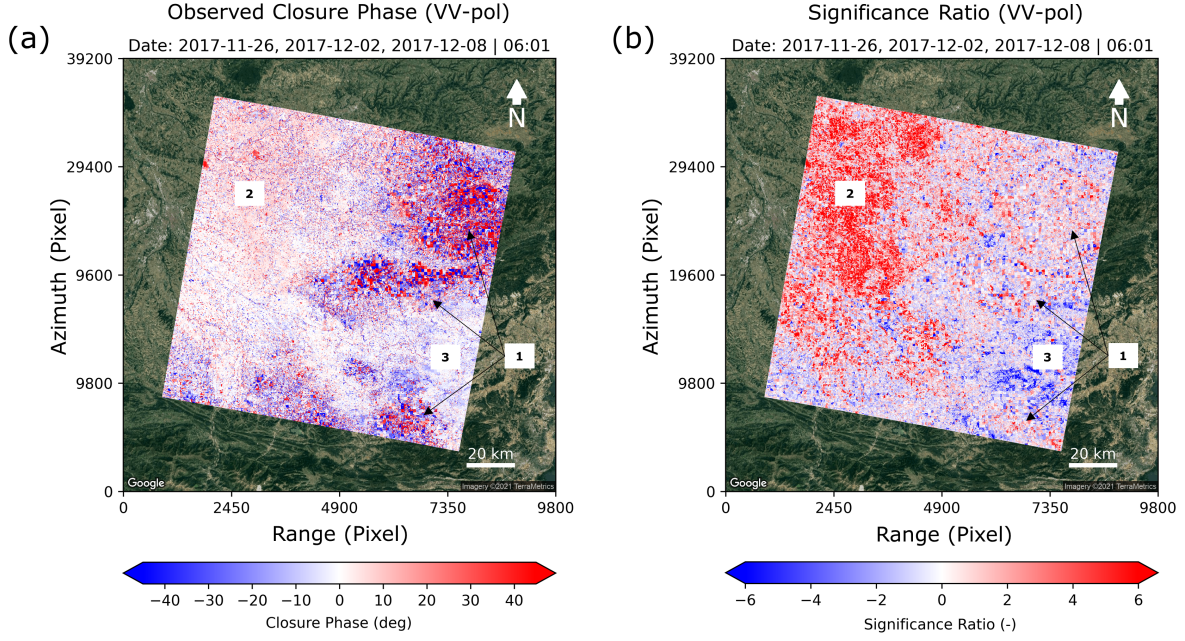 Observed Closure Phase (VV-pol)
(a)
Date: 2017-11-26, 2017-12-02, 2017-12-08 | 06:01
39200
29400
9600
9800
0
Azimuth (Pixel)
N
2
3
1
20 km
Google
Imagery ©2021 TerraMetrics
0 2450 4900 7350 9800
Range (Pixel)
−40 −30 −20 −10 0 10 20 30 40
Closure Phase (deg)
Significance Ratio (VV-pol)
(b)
Date: 2017-11-26, 2017-12-02, 2017-12-08 | 06:01
39200
29400
19600
9800
0
Azimuth (Pixel)
N
2
3
1
20 km
Google
Imagery ©2021 TerraMetrics
0 2450 4900 7350 9800
Range (Pixel)
−6 −4 −2 0 2 4 6
Significance Ratio (-)